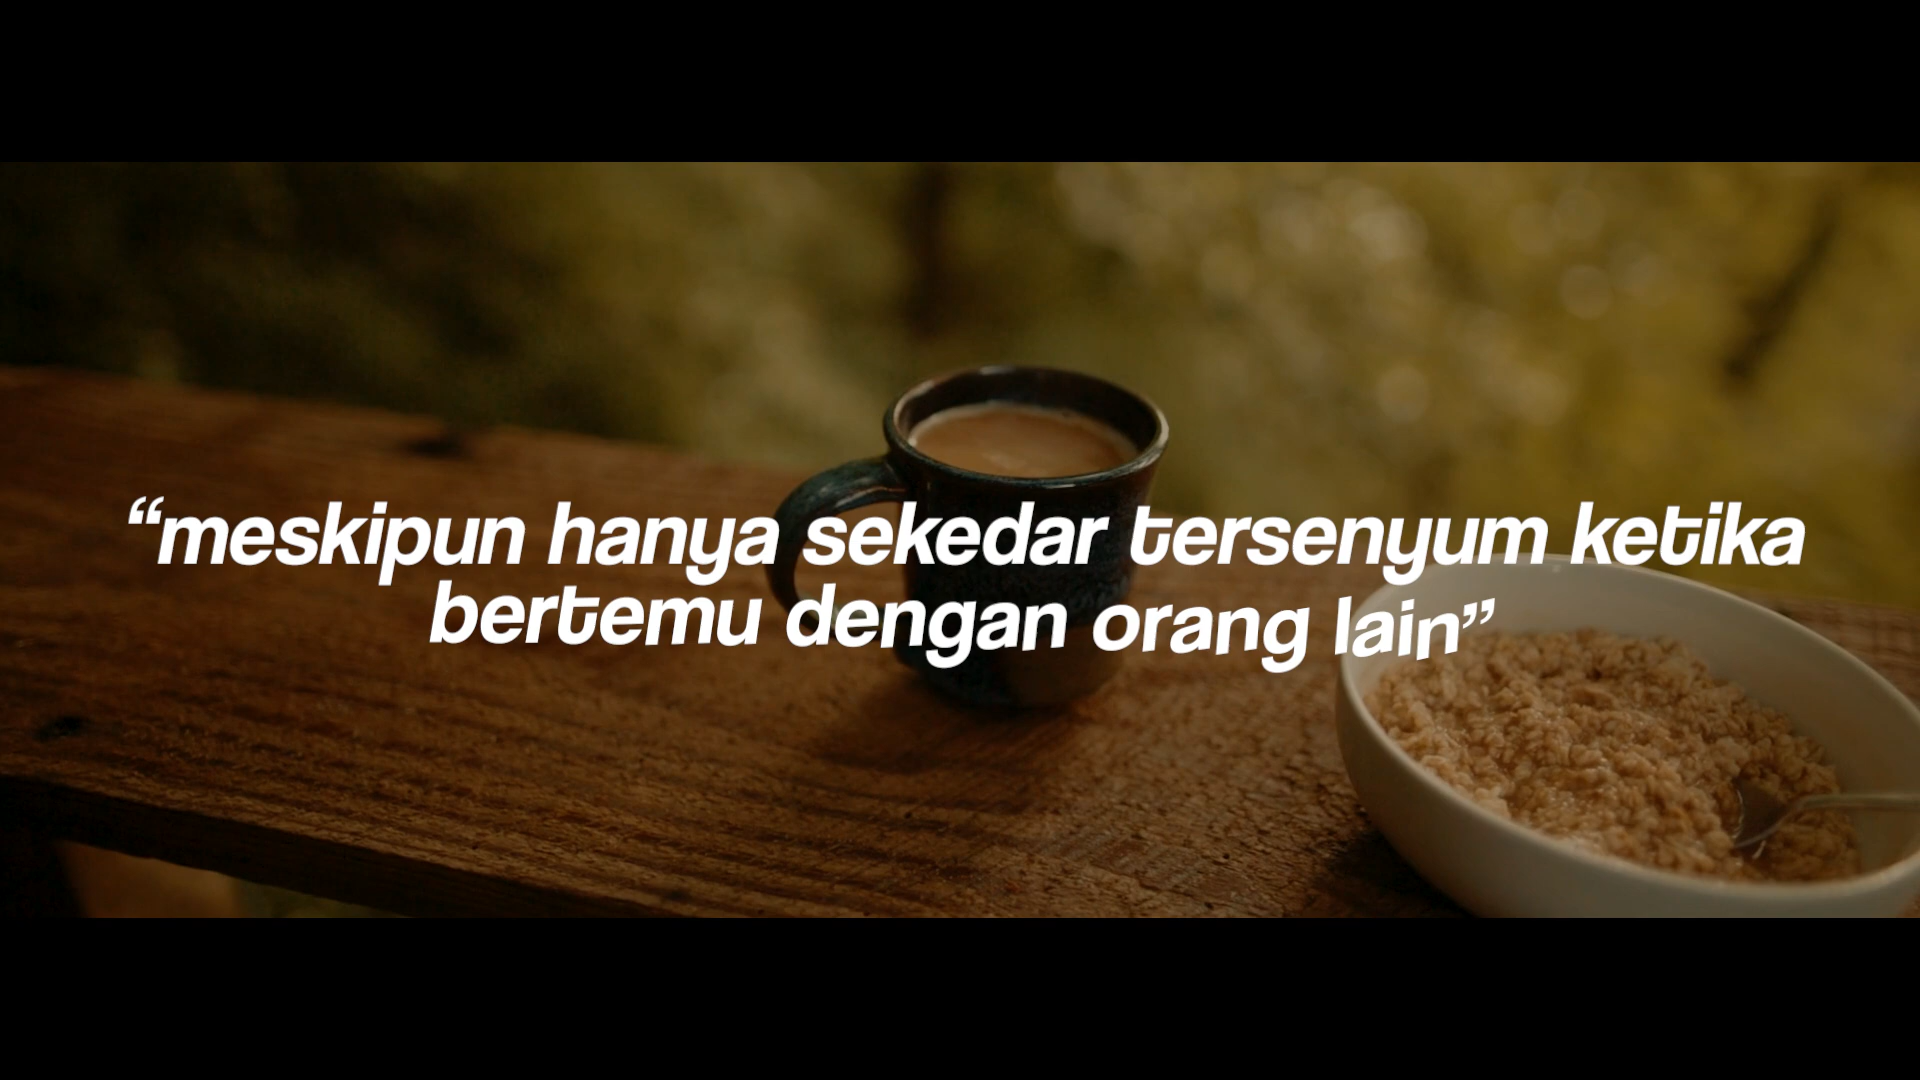 “meskipun hanya sekedar tersenyum ketika
bertemu dengan orang lain”